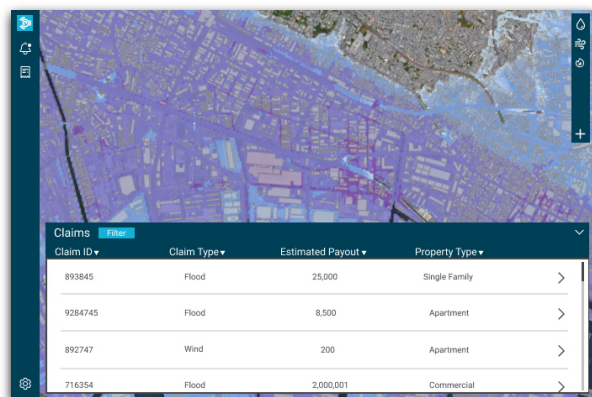 Claims Filter
Claim ID▾ Claim Type▾ Estimated Payout ▾ Property Type▾
893845 Flood 25,000 Single Family
9284745 Flood 8,500 Apartment
892747 Wind 200 Apartment
716354 Flood 2,000,001 Commercial